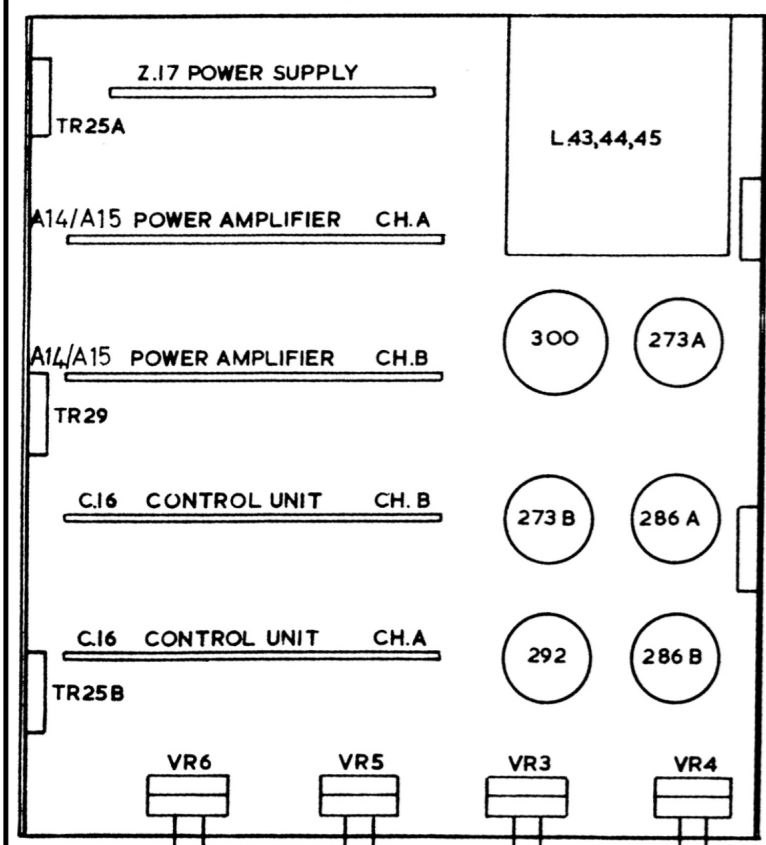 Z.17 POWER SUPPLY
TR25A
L.43,44,45
A14/A15 POWER AMPLIFIER CH.A
300
273A
A14/A15 POWER AMPLIFIER CH.B
TR29
C.16 CONTROL UNIT CH. B
273 B
286 A
C.16 CONTROL UNIT CH.A
292
286 B
TR25B
VR6
VR5
VR3
VR4